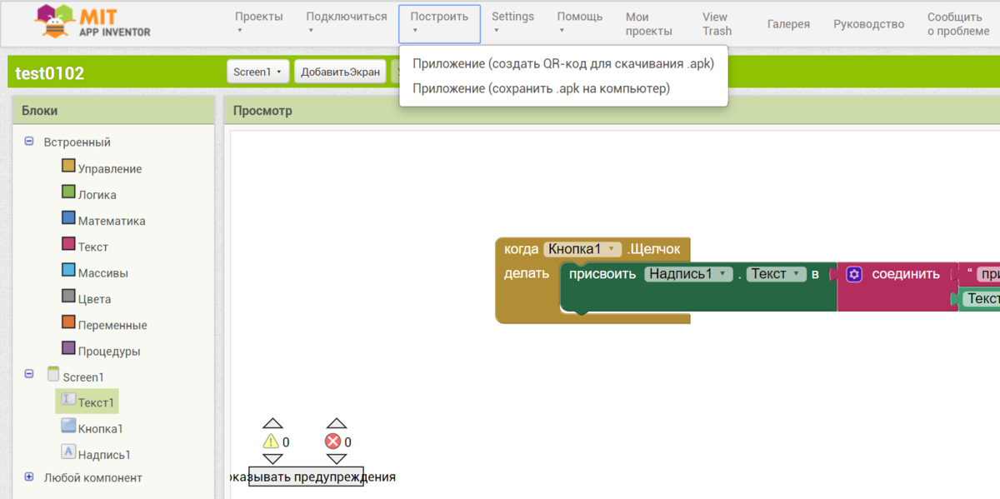 MIT
APP INVENTOR
Проекты
Подключиться
Построить
Settings
Помощь
Мои
проекты
View
Trash
Галерея
Руководство
Сообщить
о проблеме
test0102
Screen1
ДобавитьЭкран
Приложение (создать QR-код для скачивания .apk)
Приложение (сохранить .apk на компьютер)
Блоки
Просмотр
Встроенный
Управление
Логика
Математика
Текст
Массивы
Цвета
Переменные
Процедуры
Screen1
Текст1
Кнопка1
Надпись1
Любой компонент
когда Кнопка1 .Щелчок
делать присвоить Надпись1 . Текст в соединить “ при
Текст
0 0
оказывать предупреждения